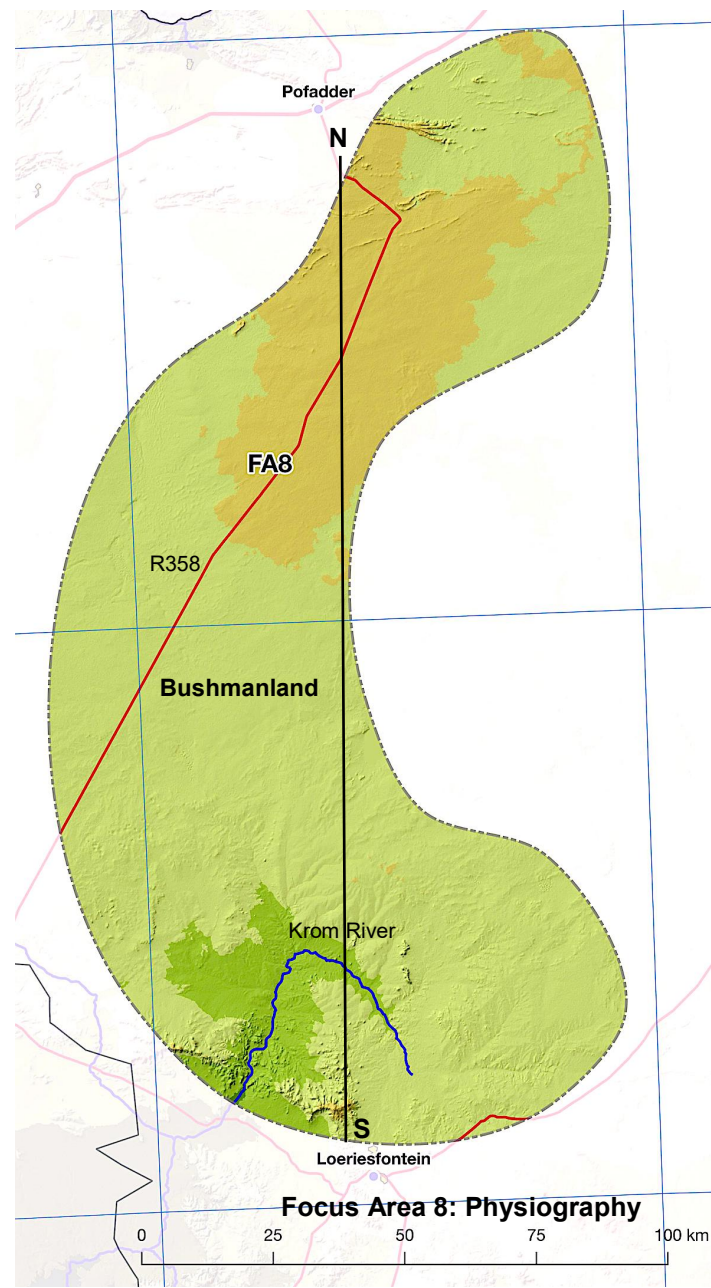 Pofadder
N
FA8
R358
Bushmanland
Krom River
S
Loeriesfontein
Focus Area 8: Physiography
0 25 50 75 100 km